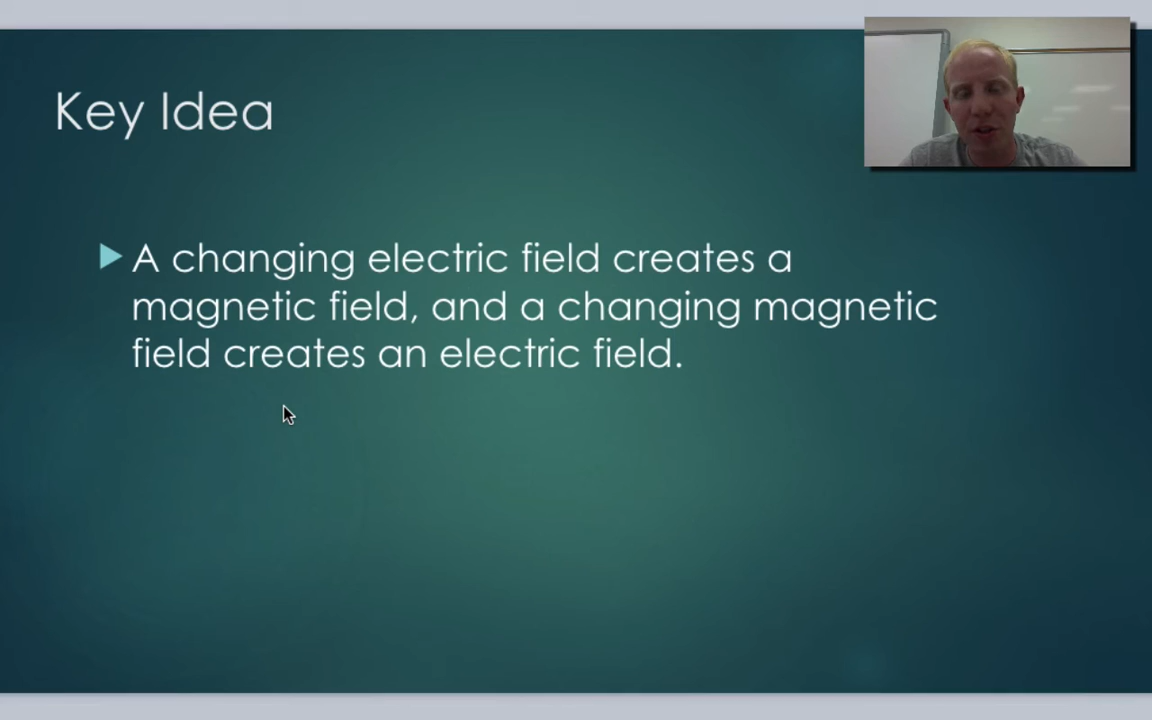 Key Idea
A changing electric field creates a
magnetic field, and a changing magnetic
field creates an electric field.